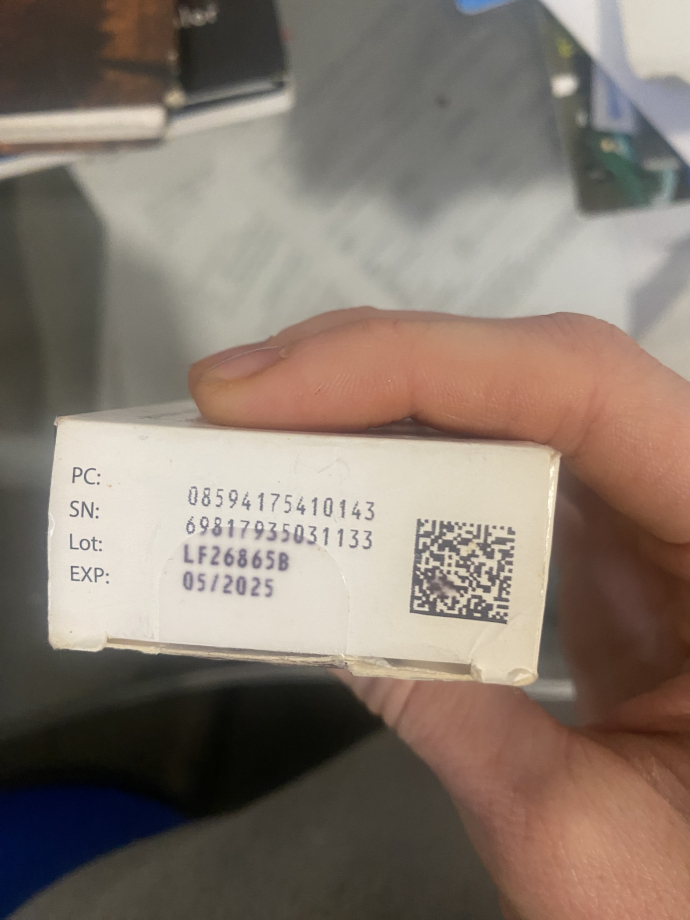 PC: 08594175410143
SN: 69817935031133
Lot: LF26865B
EXP: 05/2025